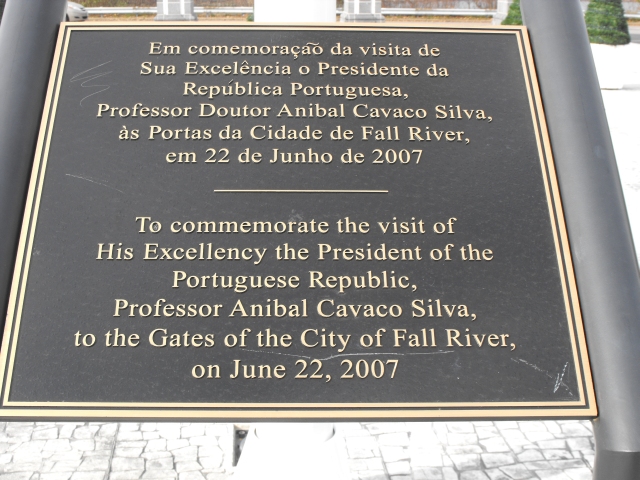 Em comemoração da visita de
Sua Excelência o Presidente da
República Portuguesa,
Professor Doutor Anibal Cavaco Silva,
às Portas da Cidade de Fall River,
em 22 de Junho de 2007
To commemorate the visit of
His Excellency the President of the
Portuguese Republic,
Professor Anibal Cavaco Silva,
to the Gates of the City of Fall River,
on June 22, 2007